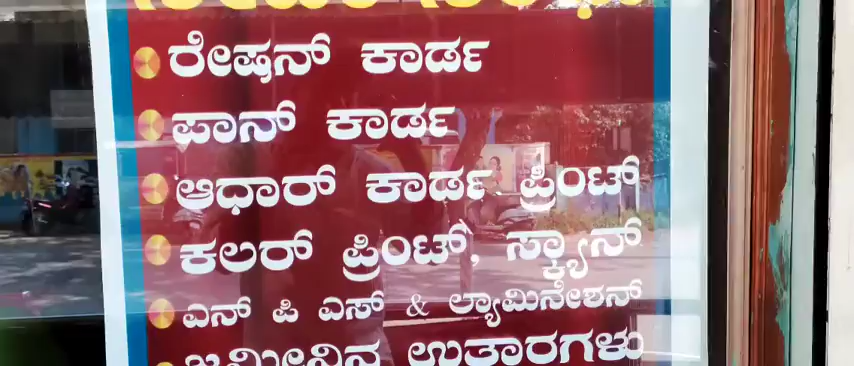 ರೇಷನ್ ಕಾರ್ಡ
ಪಾನ್ ಕಾರ್ಡ
ಆಧಾರ್ ಕಾರ್ಡ ಪ್ರಿಂಟ್
ಕಲರ್ ಪ್ರಿಂಟ್, ಸ್ಕ್ಯಾನ್
ಎನ್ ಪಿ ಎಸ್ & ಲ್ಯಾಮಿನೇಶನ್
ಜಮೀನಿನ ಉತಾರಗಳು